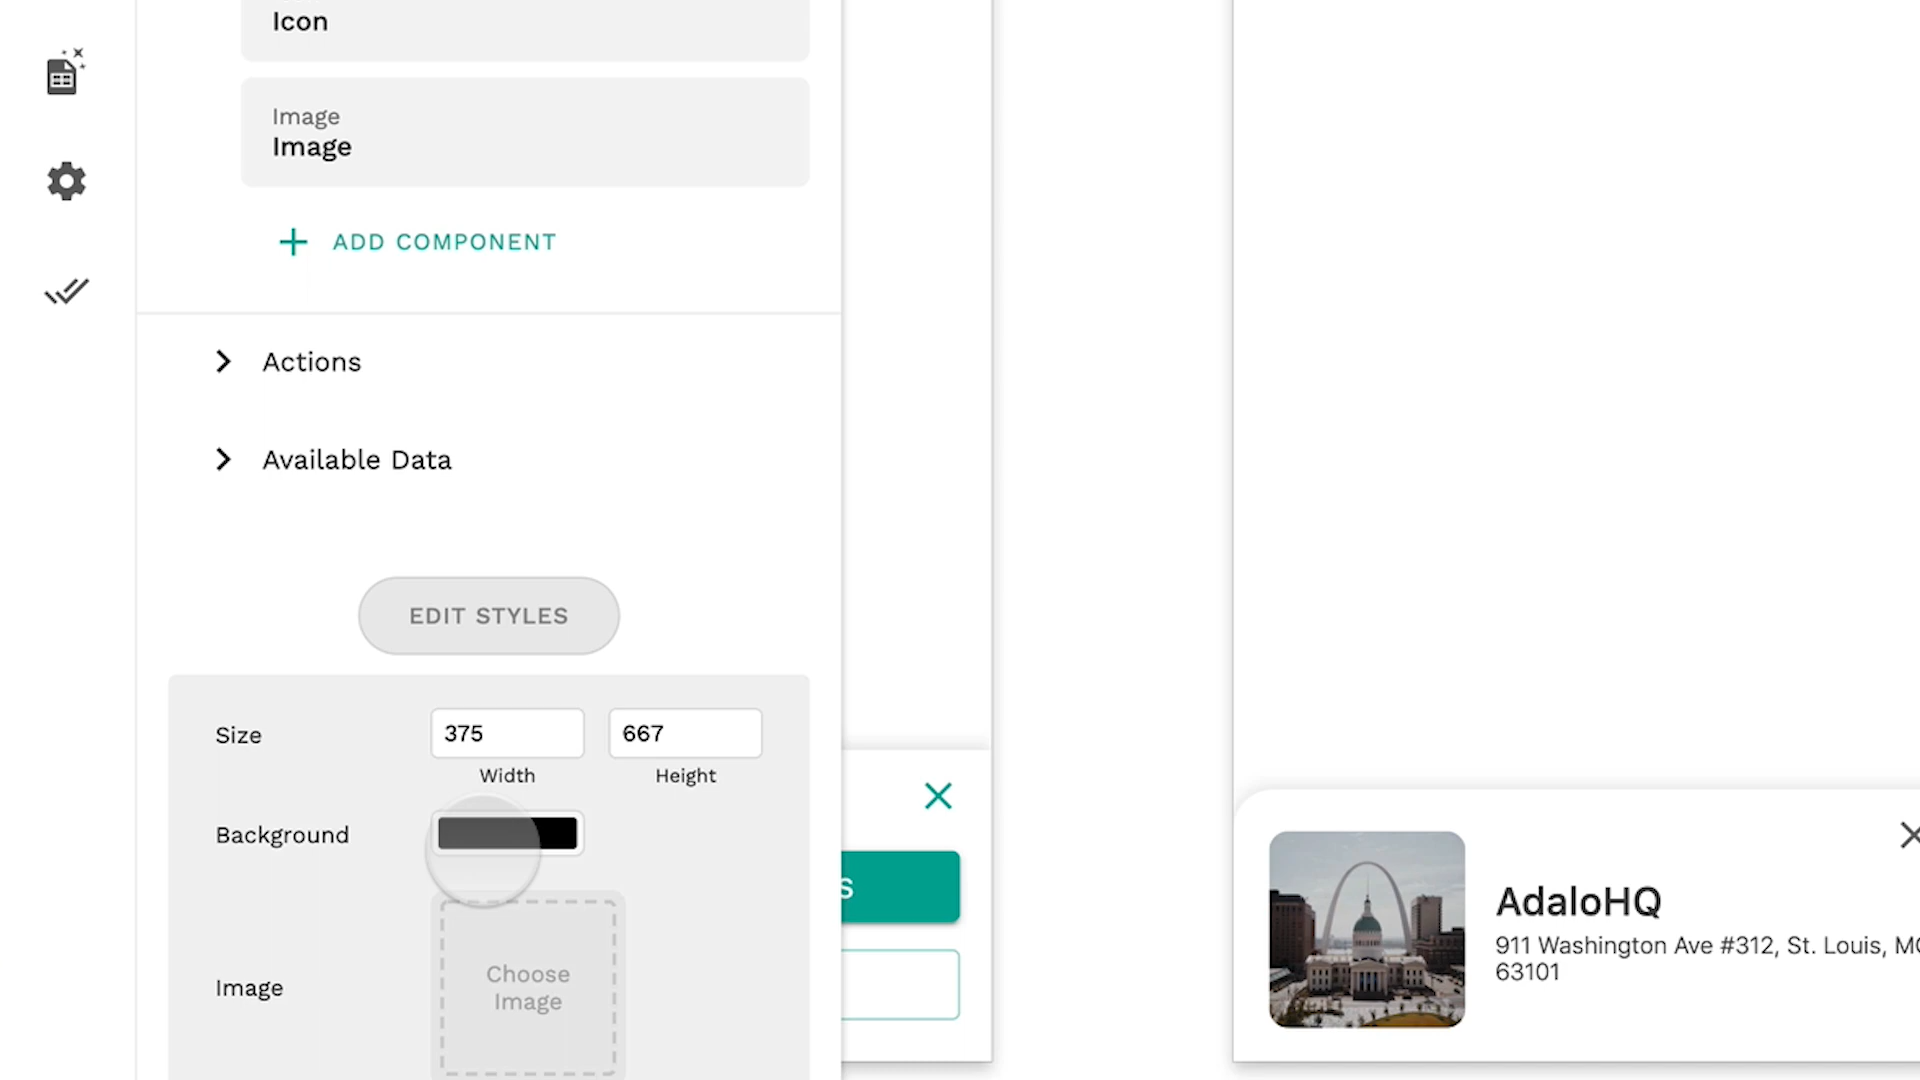 Icon
Image
Image
ADD COMPONENT
Actions
Available Data
EDIT STYLES
Size
375
667
Width
Height
Background
Image
Choose
Image
S
AdaloHQ
911 Washington Ave #312, St. Louis, MO
63101